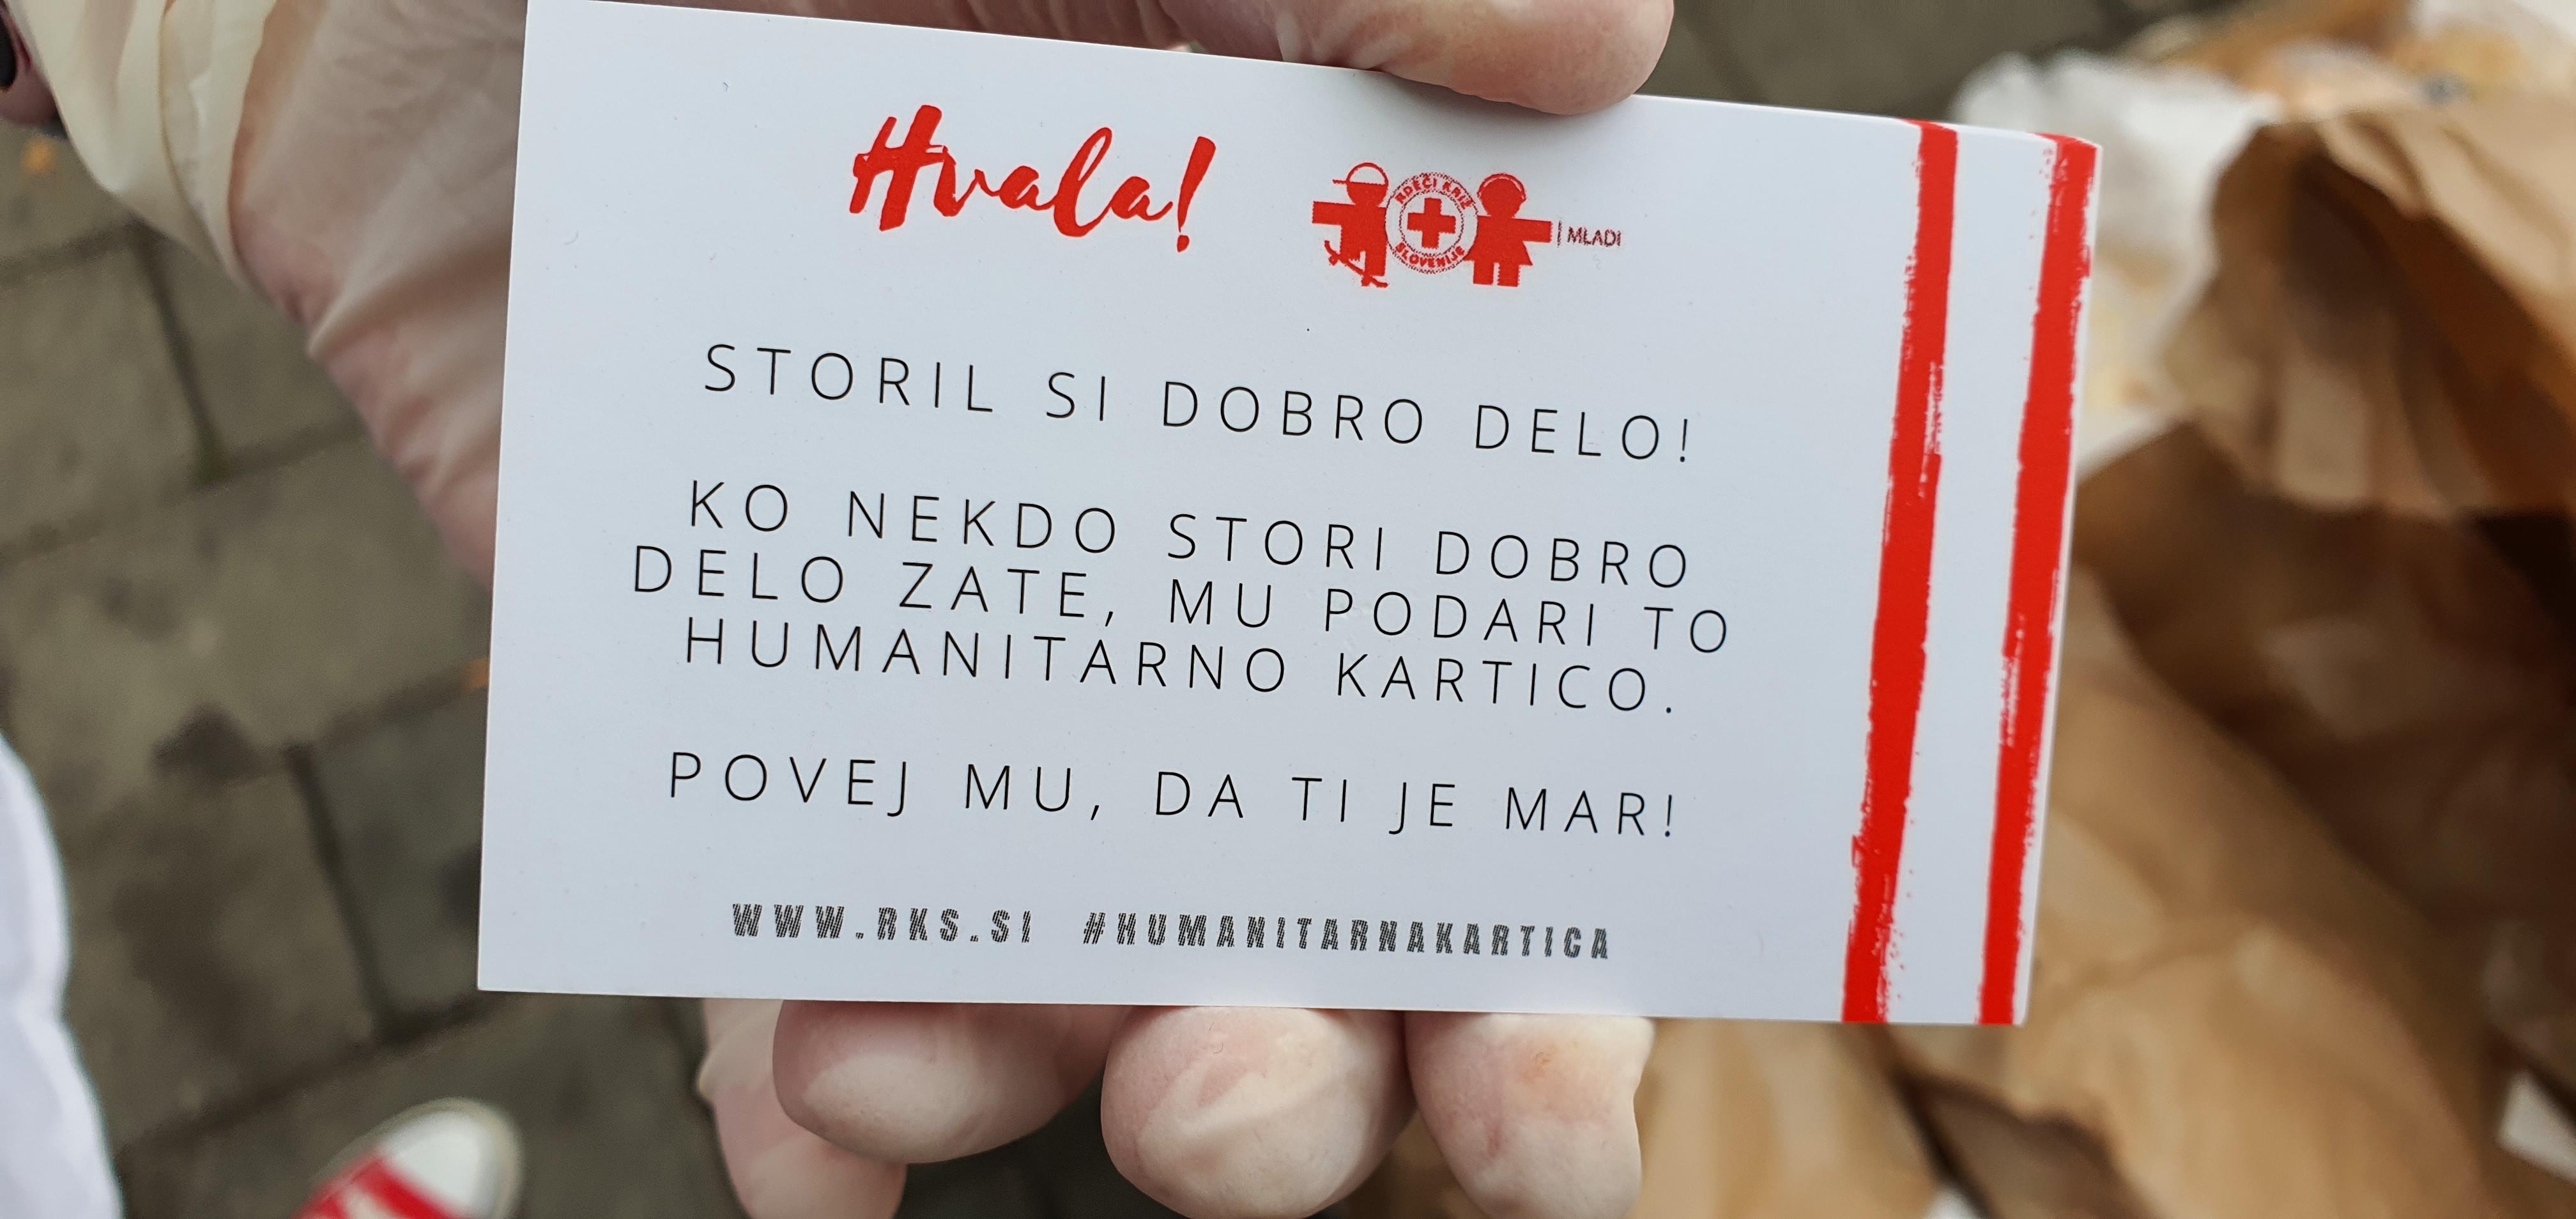 Hvala!
RDEČI KRIŽ
SLOVENIJE
| MLADI
STORIL SI DOBRO DELO!
KO NEKDO STORI DOBRO
DELO ZATE, MU PODARI TO
HUMANITARNO KARTICO.
POVEJ MU, DA TI JE MAR!
WWW.RKS.SI #HUMANITARNAKARTICA